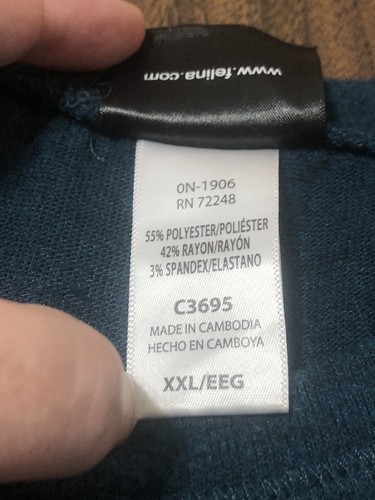 www.felina.com
0N-1906
RN 72248
55% POLYESTER/POLIÉSTER
42% RAYON/RAYÓN
3% SPANDEX/ELASTANO
C3695
MADE IN CAMBODIA
HECHO EN CAMBOYA
XXL/EEG